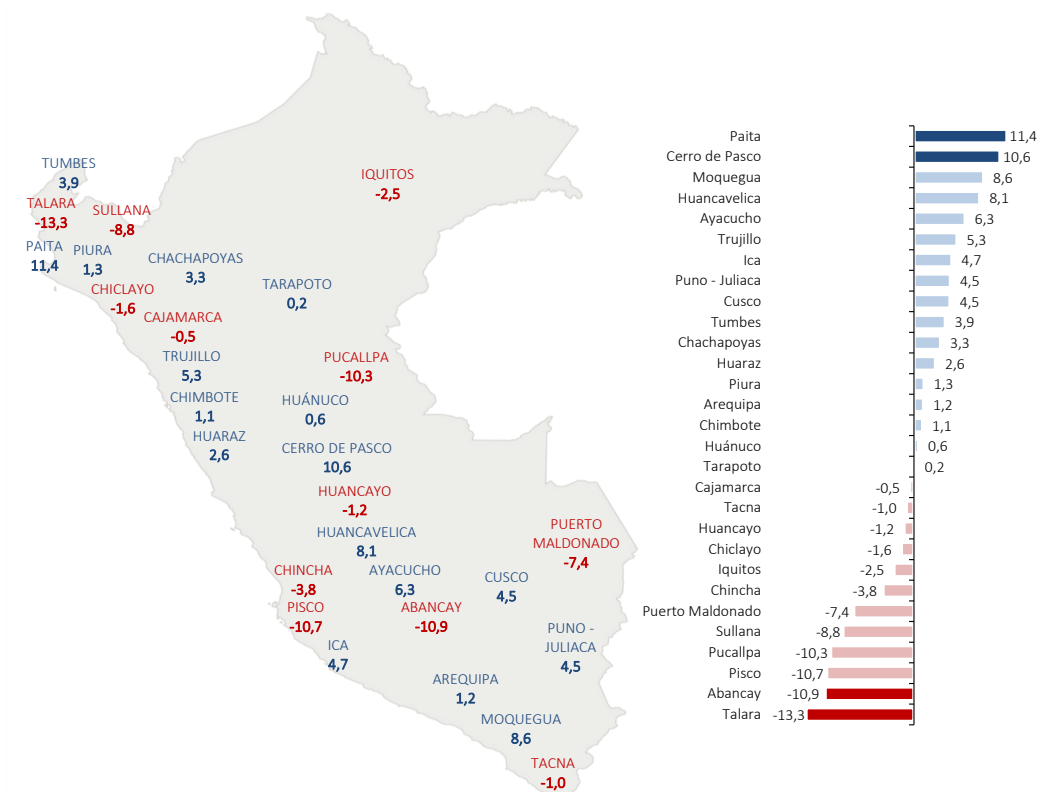 TUMBES
3,9
TALARA
-13,3
SULLANA
-8,8
PAITA
11,4
PIURA
1,3
IQUITOS
-2,5
CHACHAPOYAS
3,3
TARAPOTO
0,2
CHICLAYO
-1,6
CAJAMARCA
-0,5
TRUJILLO
5,3
PUCALLPA
-10,3
CHIMBOTE
1,1
HUÁNUCO
0,6
HUARAZ
2,6
CERRO DE PASCO
10,6
HUANCAYO
-1,2
HUANCAVELICA
8,1
PUERTO
MALDONADO
-7,4
CHINCHA
-3,8
AYACUCHO
6,3
CUSCO
4,5
PISCO
-10,7
ABANCAY
-10,9
ICA
4,7
PUNO -
JULIACA
4,5
AREQUIPA
1,2
MOQUEGUA
8,6
TACNA
-1,0
Paita 11,4
Cerro de Pasco 10,6
Moquegua 8,6
Huancavelica 8,1
Ayacucho 6,3
Trujillo 5,3
Ica 4,7
Puno - Juliaca 4,5
Cusco 4,5
Tumbes 3,9
Chachapoyas 3,3
Huaraz 2,6
Piura 1,3
Arequipa 1,2
Chimbote 1,1
Huánuco 0,6
Tarapoto 0,2
Cajamarca -0,5
Tacna -1,0
Huancayo -1,2
Chiclayo -1,6
Iquitos -2,5
Chincha -3,8
Puerto Maldonado -7,4
Sullana -8,8
Pucallpa -10,3
Pisco -10,7
Abancay -10,9
Talara -13,3